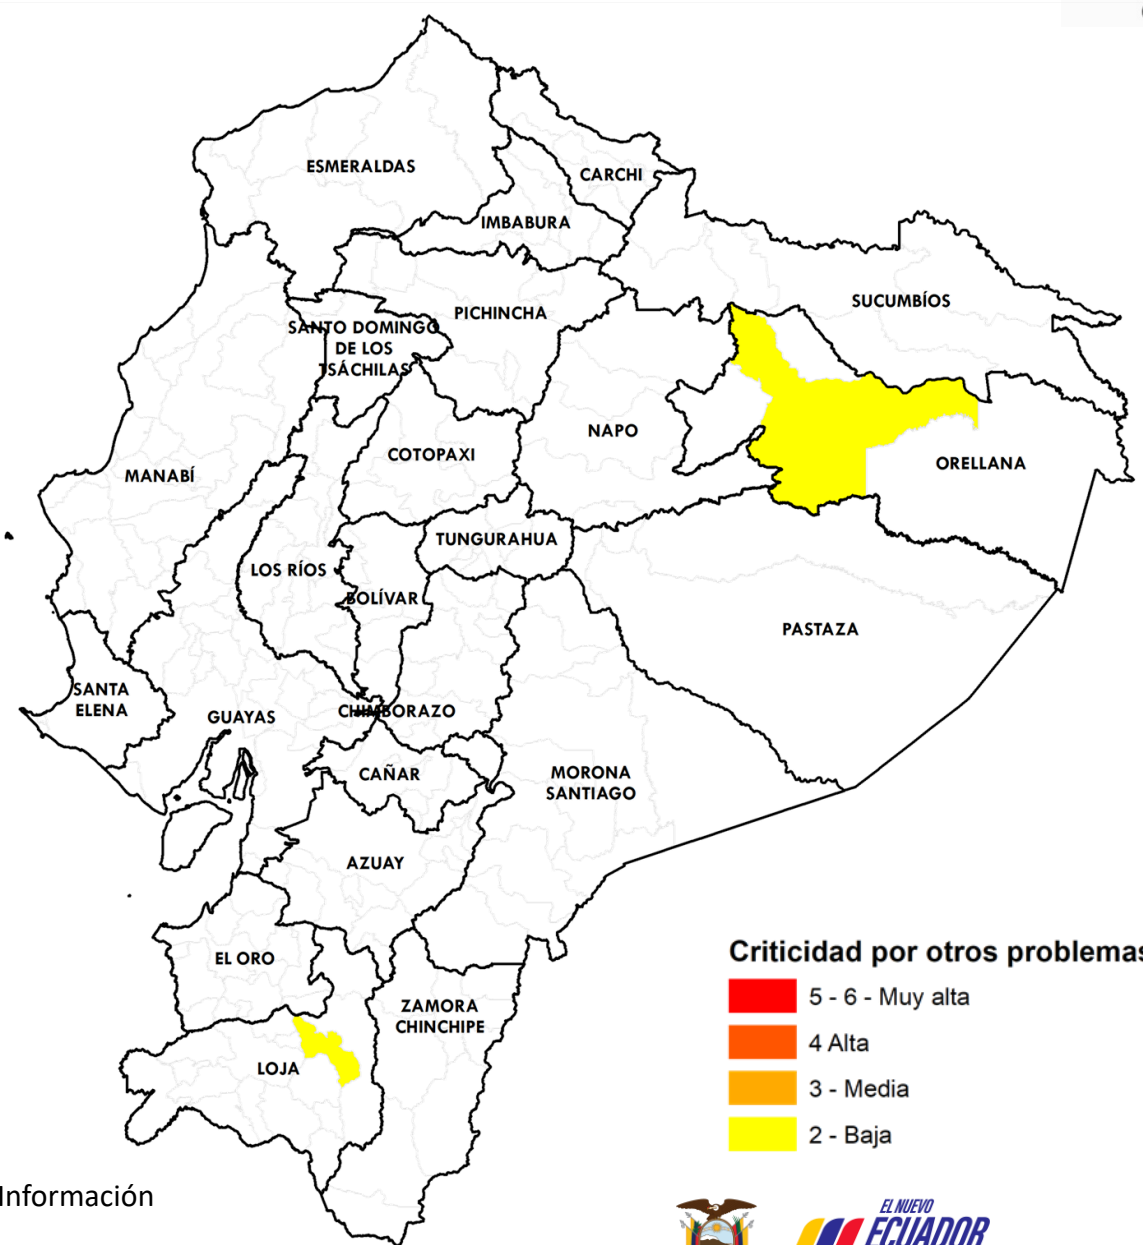 ESMERALDAS
CARCHI
IMBABURA
SUCUMBÍOS
PICHINCHA
SANTO DOMINGO
DE LOS
TSÁCHILAS
NAPO
COTOPAXI
ORELLANA
MANABÍ
TUNGURAHUA
LOS RÍOS
BOLÍVAR
PASTAZA
SANTA
ELENA
GUAYAS
CHIMBORAZO
CAÑAR
MORONA
SANTIAGO
AZUAY
EL ORO
ZAMORA
CHINCHIPE
LOJA
Criticidad por otros problemas
5 - 6 - Muy alta
4 Alta
3 - Media
2 - Baja
Información
EL NUEVO
ECUADOR